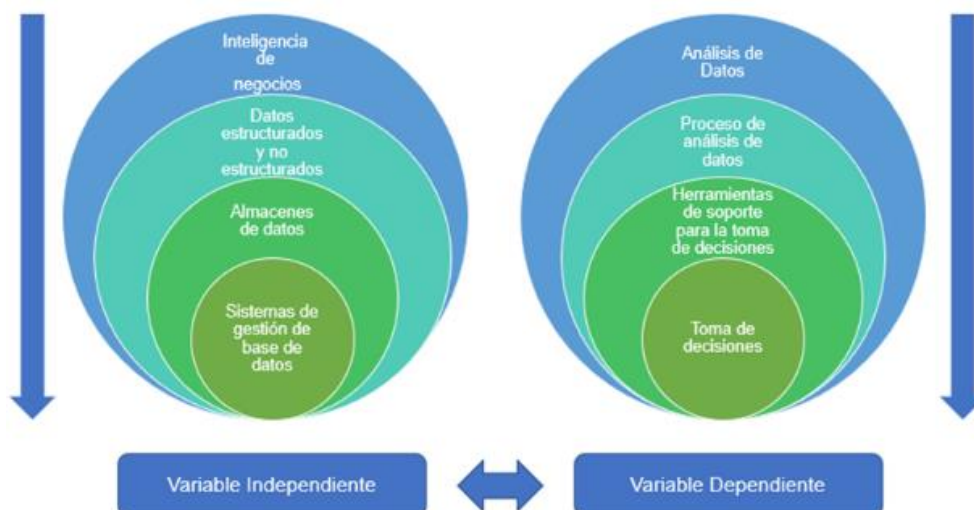 Inteligencia
de
negocios
Datos
estructurados
y no
estructurados
Almacenes
de datos
Sistemas de
gestión de
base de
datos
Análisis de
Datos
Proceso de
análisis de
datos
Herramientas
de soporte
para la toma
de decisiones
Toma de
decisiones
Variable Independiente
Variable Dependiente